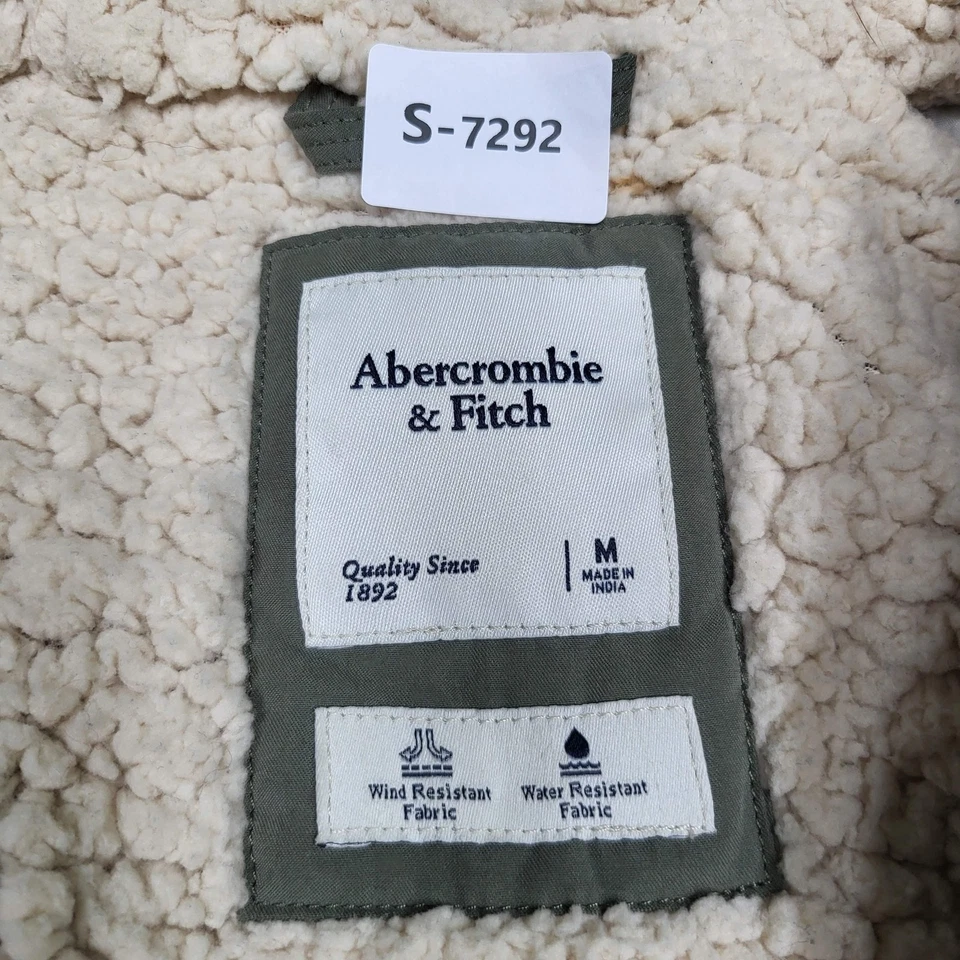 S-7292
Abercrombie
& Fitch
Quality Since
1892
M
MADE IN
INDIA
Wind Resistant
Fabric
Water Resistant
Fabric